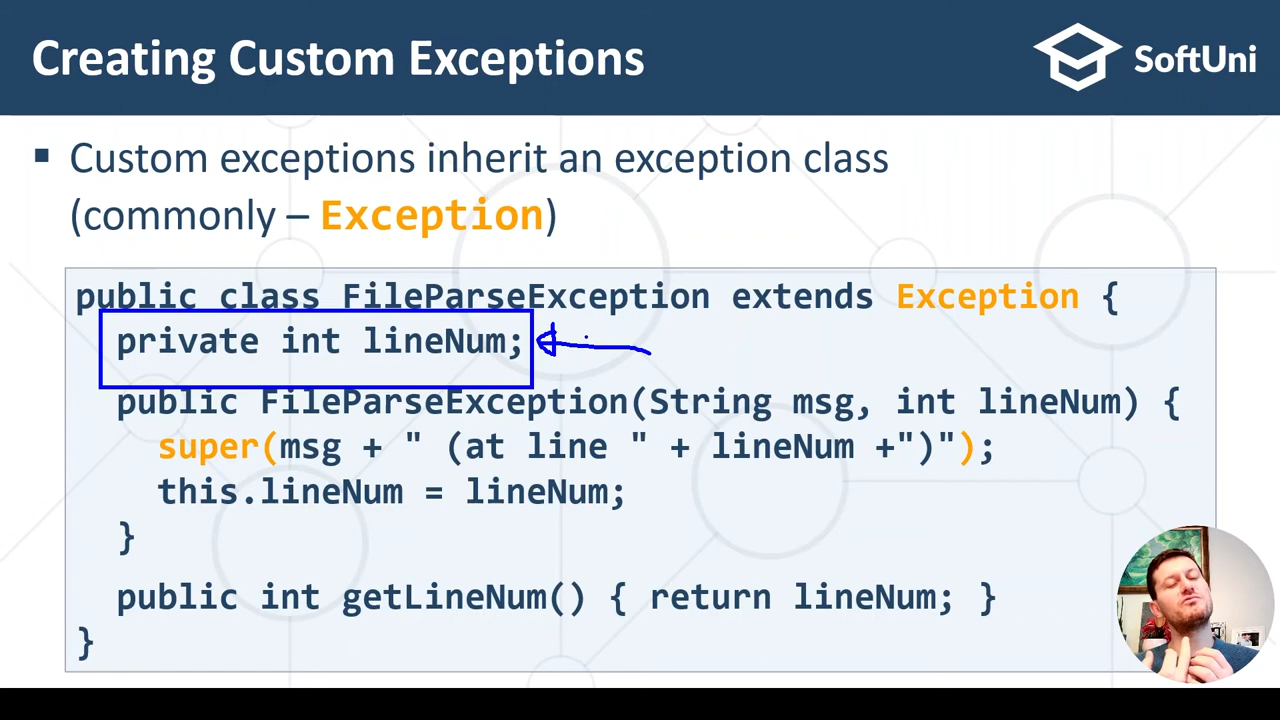 Creating Custom Exceptions
SoftUni
▪ Custom exceptions inherit an exception class
(commonly – Exception)
public class FileParseException extends Exception {
private int lineNum;
public FileParseException(String msg, int lineNum) {
super(msg + " (at line " + lineNum +")");
this.lineNum = lineNum;
}
public int getLineNum() { return lineNum; }
}